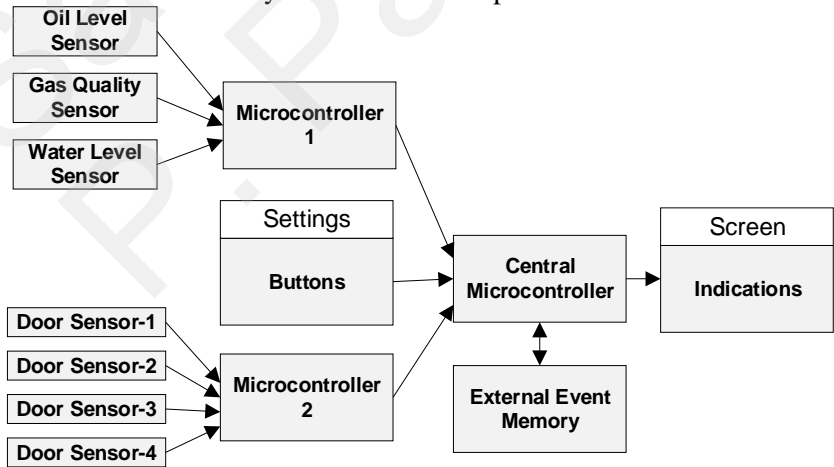 Oil Level
Sensor
Gas Quality
Sensor
Water Level
Sensor
Microcontroller
1
Settings
Buttons
Door Sensor-1
Door Sensor-2
Door Sensor-3
Door Sensor-4
Microcontroller
2
Central
Microcontroller
External Event
Memory
Screen
Indications